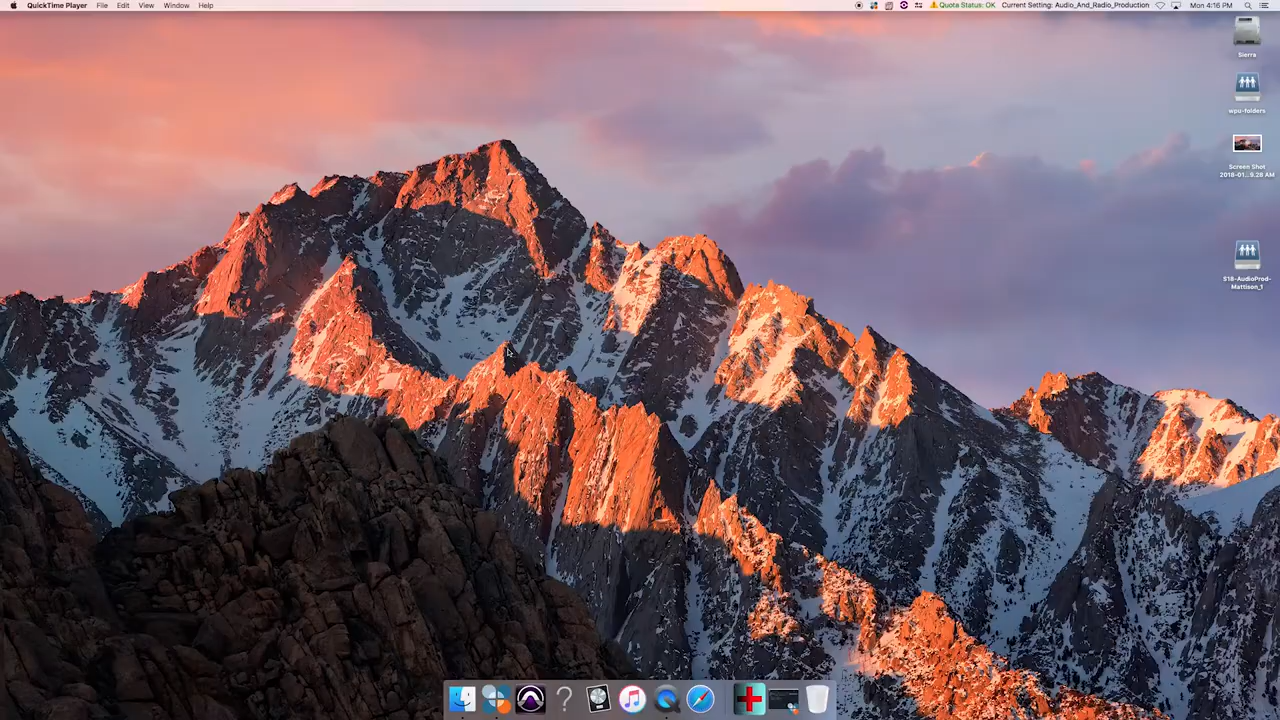 QuickTime Player File Edit View Window Help
Quota Status: OK Current Setting: Audio_And_Radio_Production Mon 4:16 PM
Sierra
wpu-folders
Screen Shot
2018-01...9.28 AM
S18-AudioProd-
Mattison_1